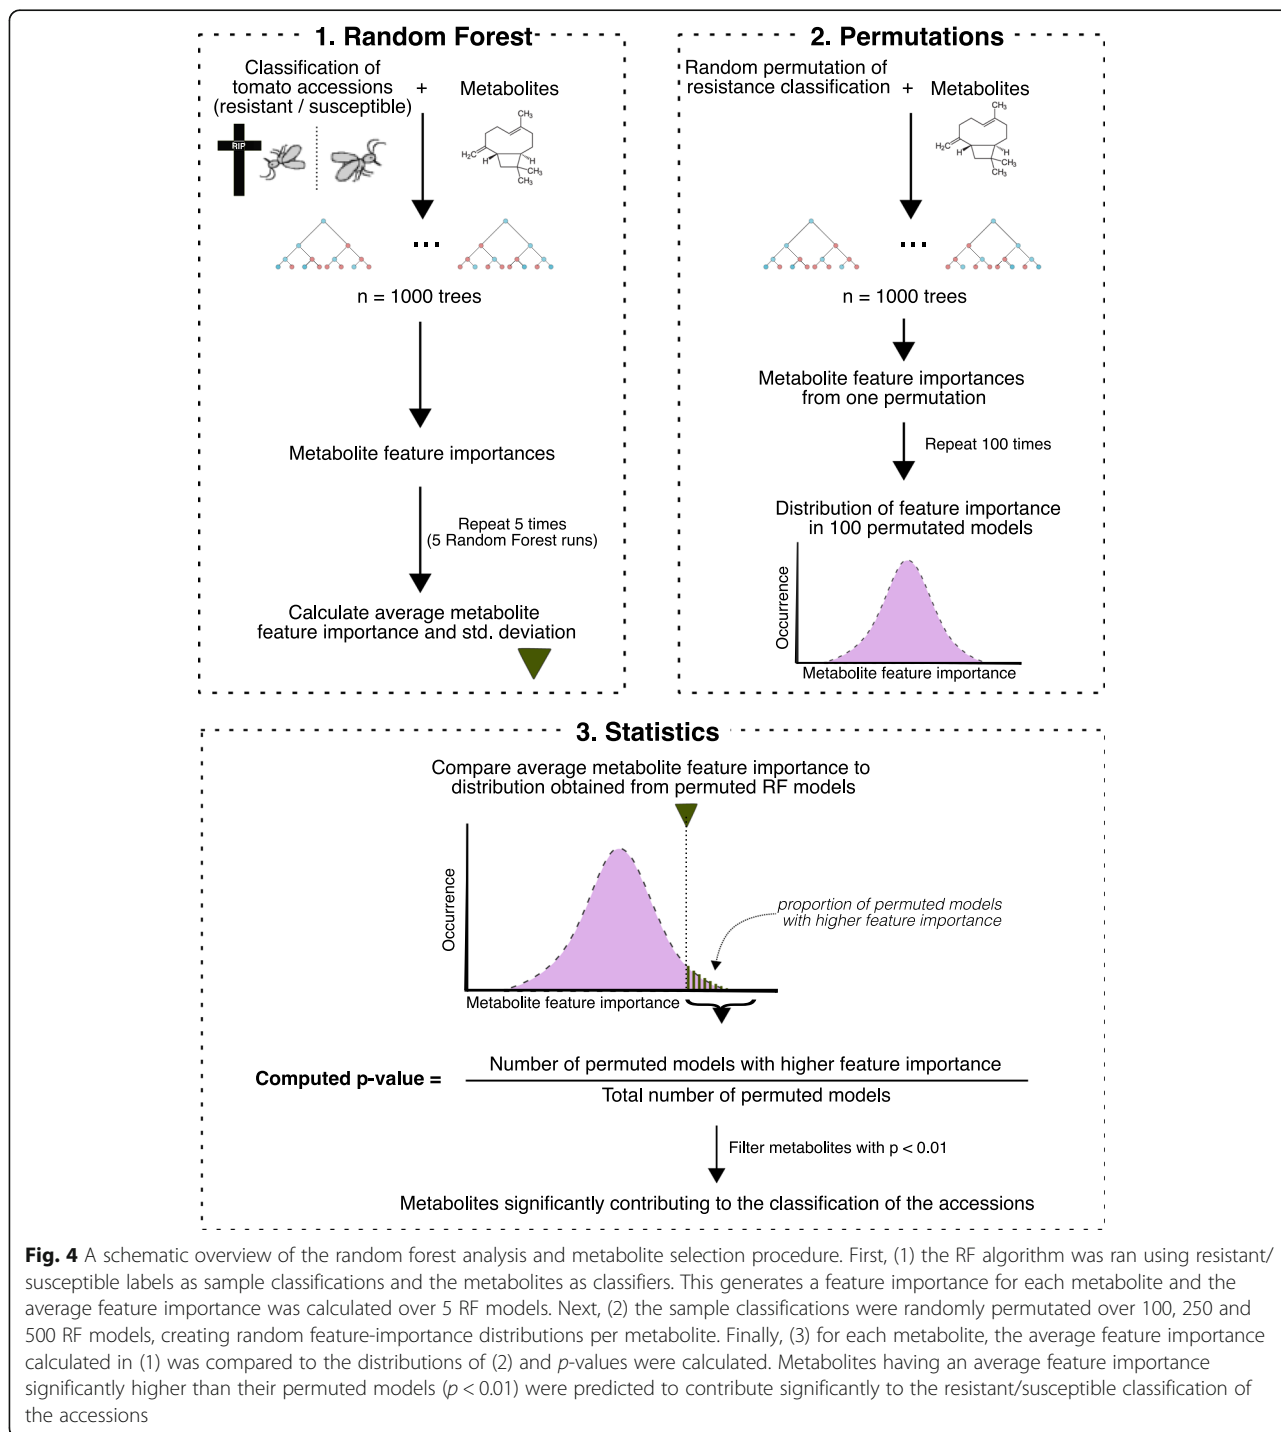 1. Random Forest
Classification of
tomato accessions
(resistant / susceptible)
+
Metabolites
RIP
CH₃
H₂C
H
H
CH₃
CH₃
...
n = 1000 trees
Metabolite feature importances
Repeat 5 times
(5 Random Forest runs)
Calculate average metabolite
feature importance and std. deviation
2. Permutations
Random permutation of
resistance classification
+
Metabolites
CH₃
H₂C
H
H
CH₃
CH₃
...
n = 1000 trees
Metabolite feature importances
from one permutation
Repeat 100 times
Distribution of feature importance
in 100 permutated models
Occurrence
Metabolite feature importance
3. Statistics
Compare average metabolite feature importance to
distribution obtained from permuted RF models
Occurrence
proportion of permuted models
with higher feature importance
Metabolite feature importance
Computed p-value =
Number of permuted models with higher feature importance
Total number of permuted models
Filter metabolites with p < 0.01
Metabolites significantly contributing to the classification of the accessions
Fig. 4 A schematic overview of the random forest analysis and metabolite selection procedure. First, (1) the RF algorithm was ran using resistant/
susceptible labels as sample classifications and the metabolites as classifiers. This generates a feature importance for each metabolite and the
average feature importance was calculated over 5 RF models. Next, (2) the sample classifications were randomly permutated over 100, 250 and
500 RF models, creating random feature-importance distributions per metabolite. Finally, (3) for each metabolite, the average feature importance
calculated in (1) was compared to the distributions of (2) and p-values were calculated. Metabolites having an average feature importance
significantly higher than their permuted models (p < 0.01) were predicted to contribute significantly to the resistant/susceptible classification of
the accessions